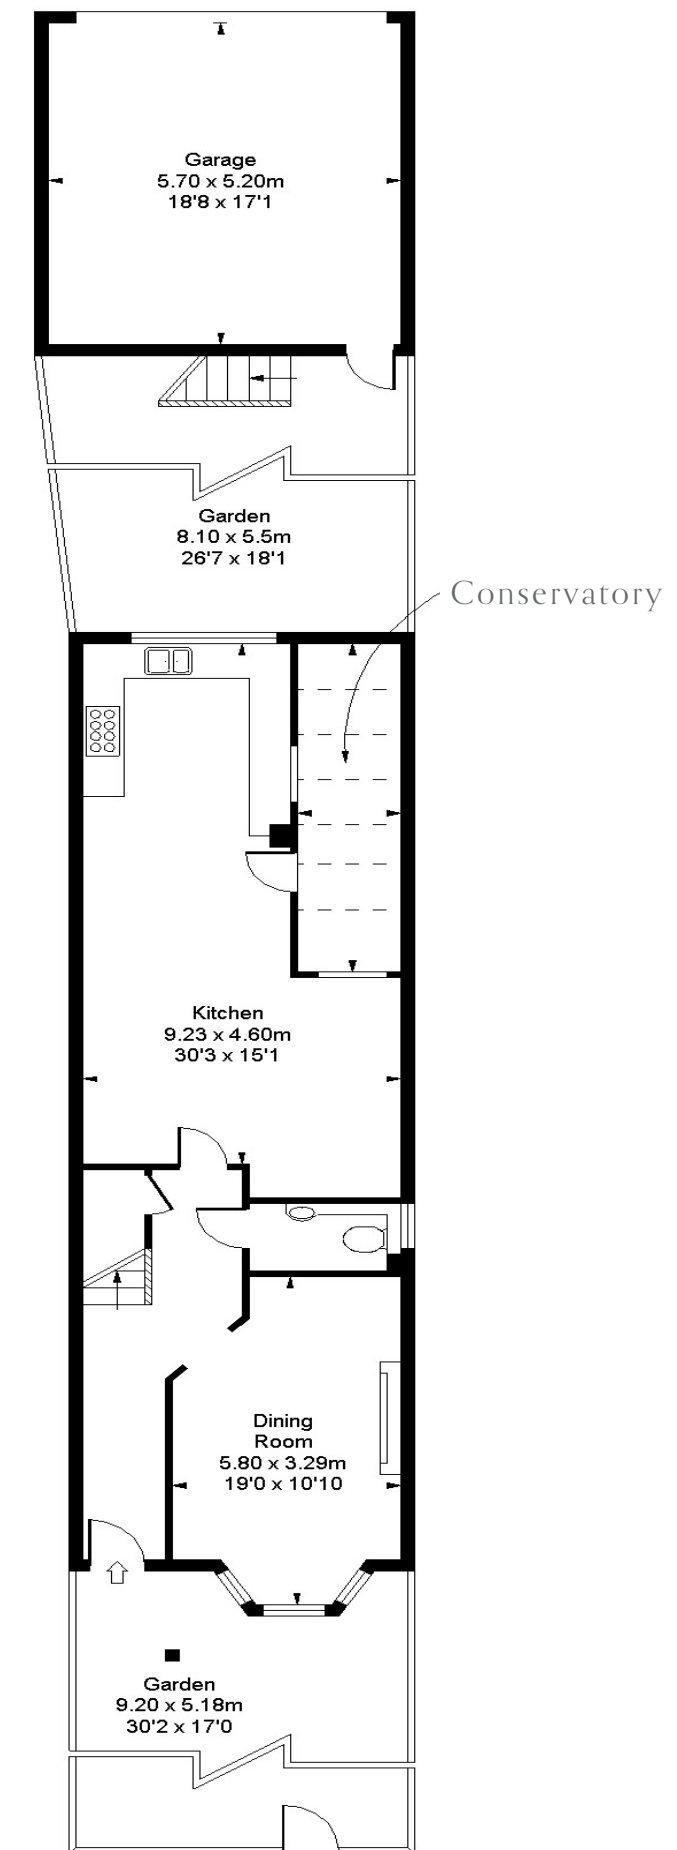 Garage
5.70 x 5.20m
18'8 x 17'1
Garden
8.10 x 5.5m
26'7 x 18'1
Conservatory
Kitchen
9.23 x 4.60m
30'3 x 15'1
Dining
Room
5.80 x 3.29m
19'0 x 10'10
Garden
9.20 x 5.18m
30'2 x 17'0